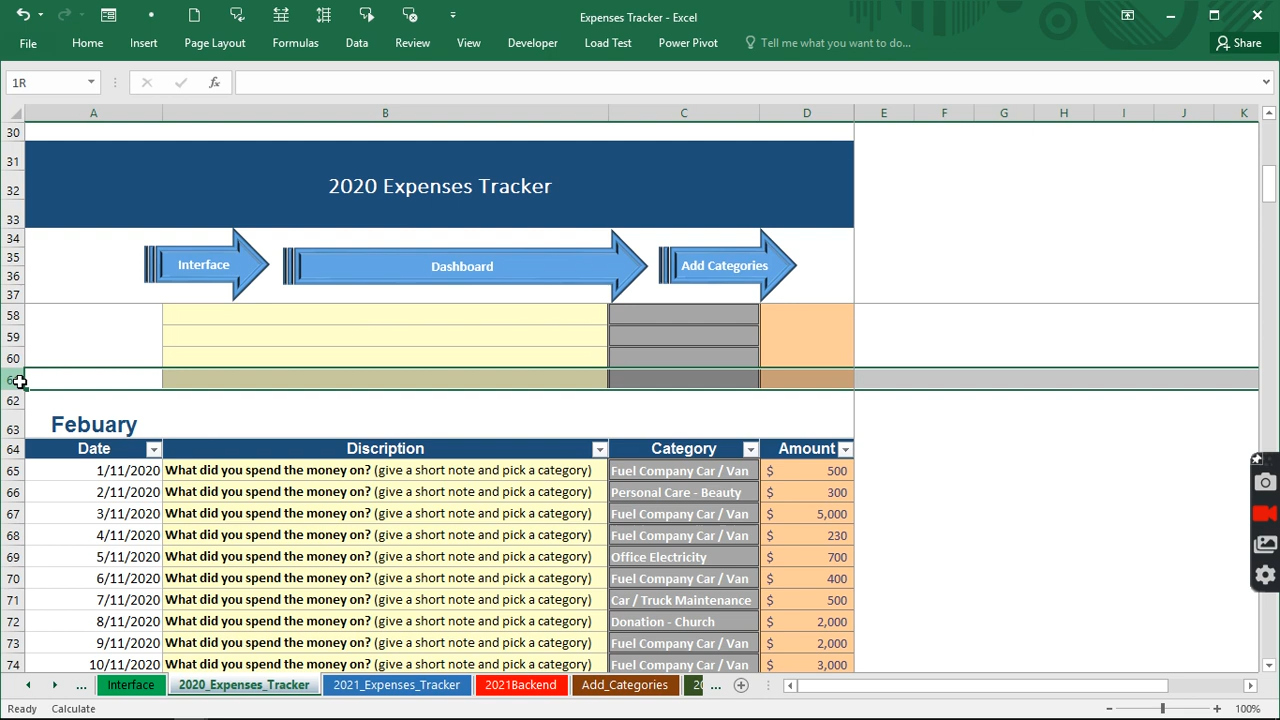 Expenses Tracker - Excel
File Home Insert Page Layout Formulas Data Review View Developer Load Test Power Pivot Tell me what you want to do... Share
1R fx
A B C D E F G H I J K
30
31
32 2020 Expenses Tracker
33
34
35 Interface Dashboard Add Categories
36
37
58
59
60
62
63 Febuary
64 Date Discription Category Amount
65 1/11/2020 What did you spend the money on? (give a short note and pick a category) Fuel Company Car / Van $ 500
66 2/11/2020 What did you spend the money on? (give a short note and pick a category) Personal Care - Beauty $ 300
67 3/11/2020 What did you spend the money on? (give a short note and pick a category) Fuel Company Car / Van $ 5,000
68 4/11/2020 What did you spend the money on? (give a short note and pick a category) Fuel Company Car / Van $ 230
69 5/11/2020 What did you spend the money on? (give a short note and pick a category) Office Electricity $ 700
70 6/11/2020 What did you spend the money on? (give a short note and pick a category) Fuel Company Car / Van $ 400
71 7/11/2020 What did you spend the money on? (give a short note and pick a category) Car / Truck Maintenance $ 500
72 8/11/2020 What did you spend the money on? (give a short note and pick a category) Donation - Church $ 2,000
73 9/11/2020 What did you spend the money on? (give a short note and pick a category) Fuel Company Car / Van $ 2,000
74 10/11/2020 What did you spend the money on? (give a short note and pick a category) Fuel Company Car / Van $ 3,000
... Interface 2020_Expenses_Tracker 2021_Expenses_Tracker 2021Backend Add_Categories 20 ...
Ready Calculate 100%